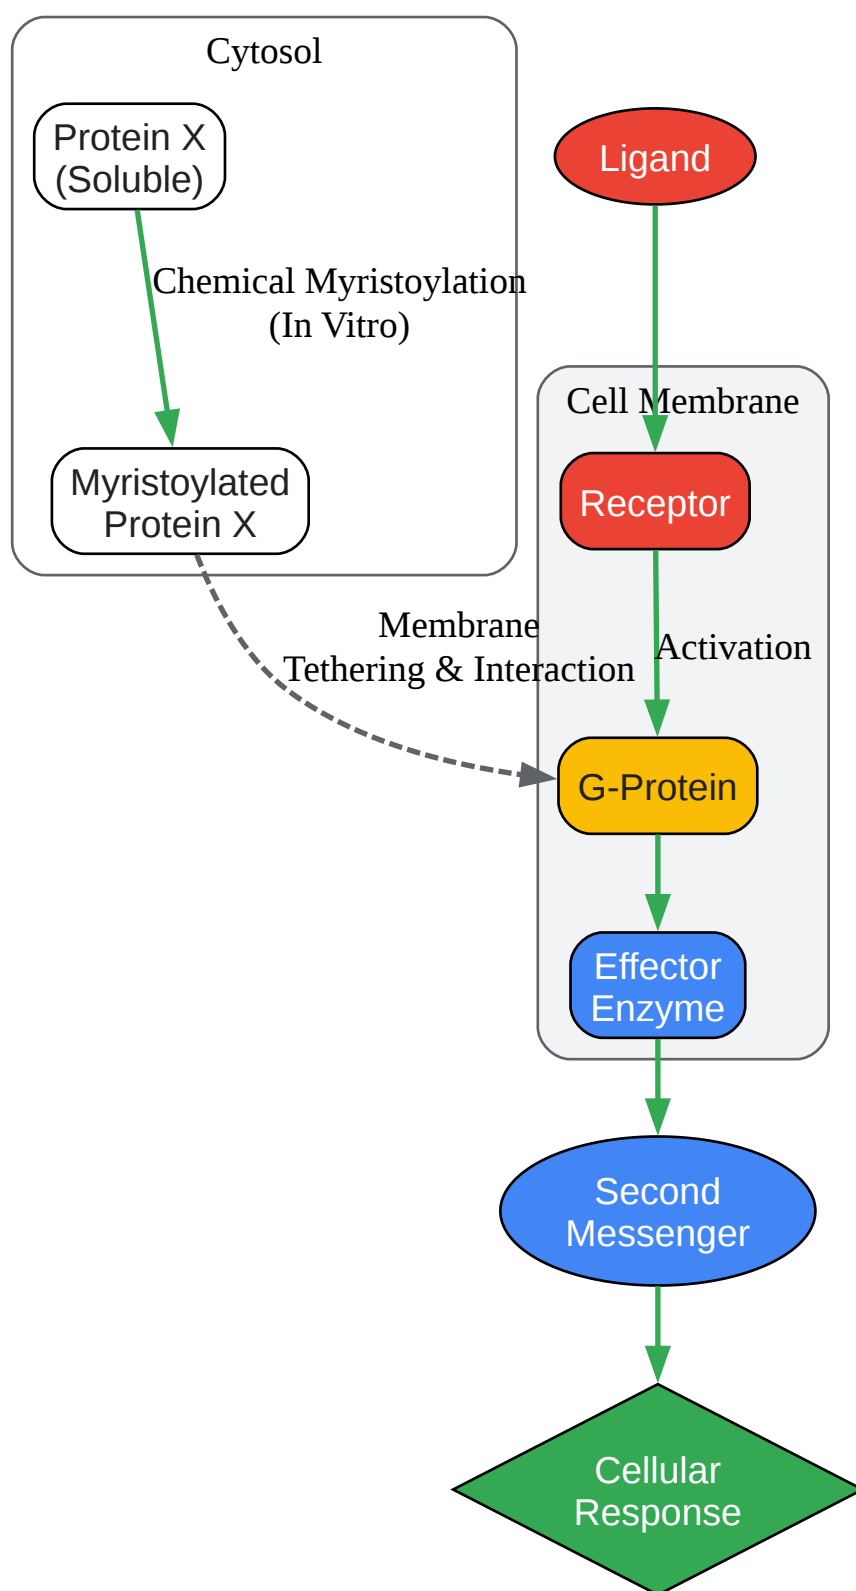 Cytosol
Protein X
(Soluble)
Ligand
Chemical Myristoylation
(In Vitro)
Cell Membrane
Myristoylated
Protein X
Receptor
Membrane
Tethering & Interaction
Activation
G-Protein
Effector
Enzyme
Second
Messenger
Cellular
Response